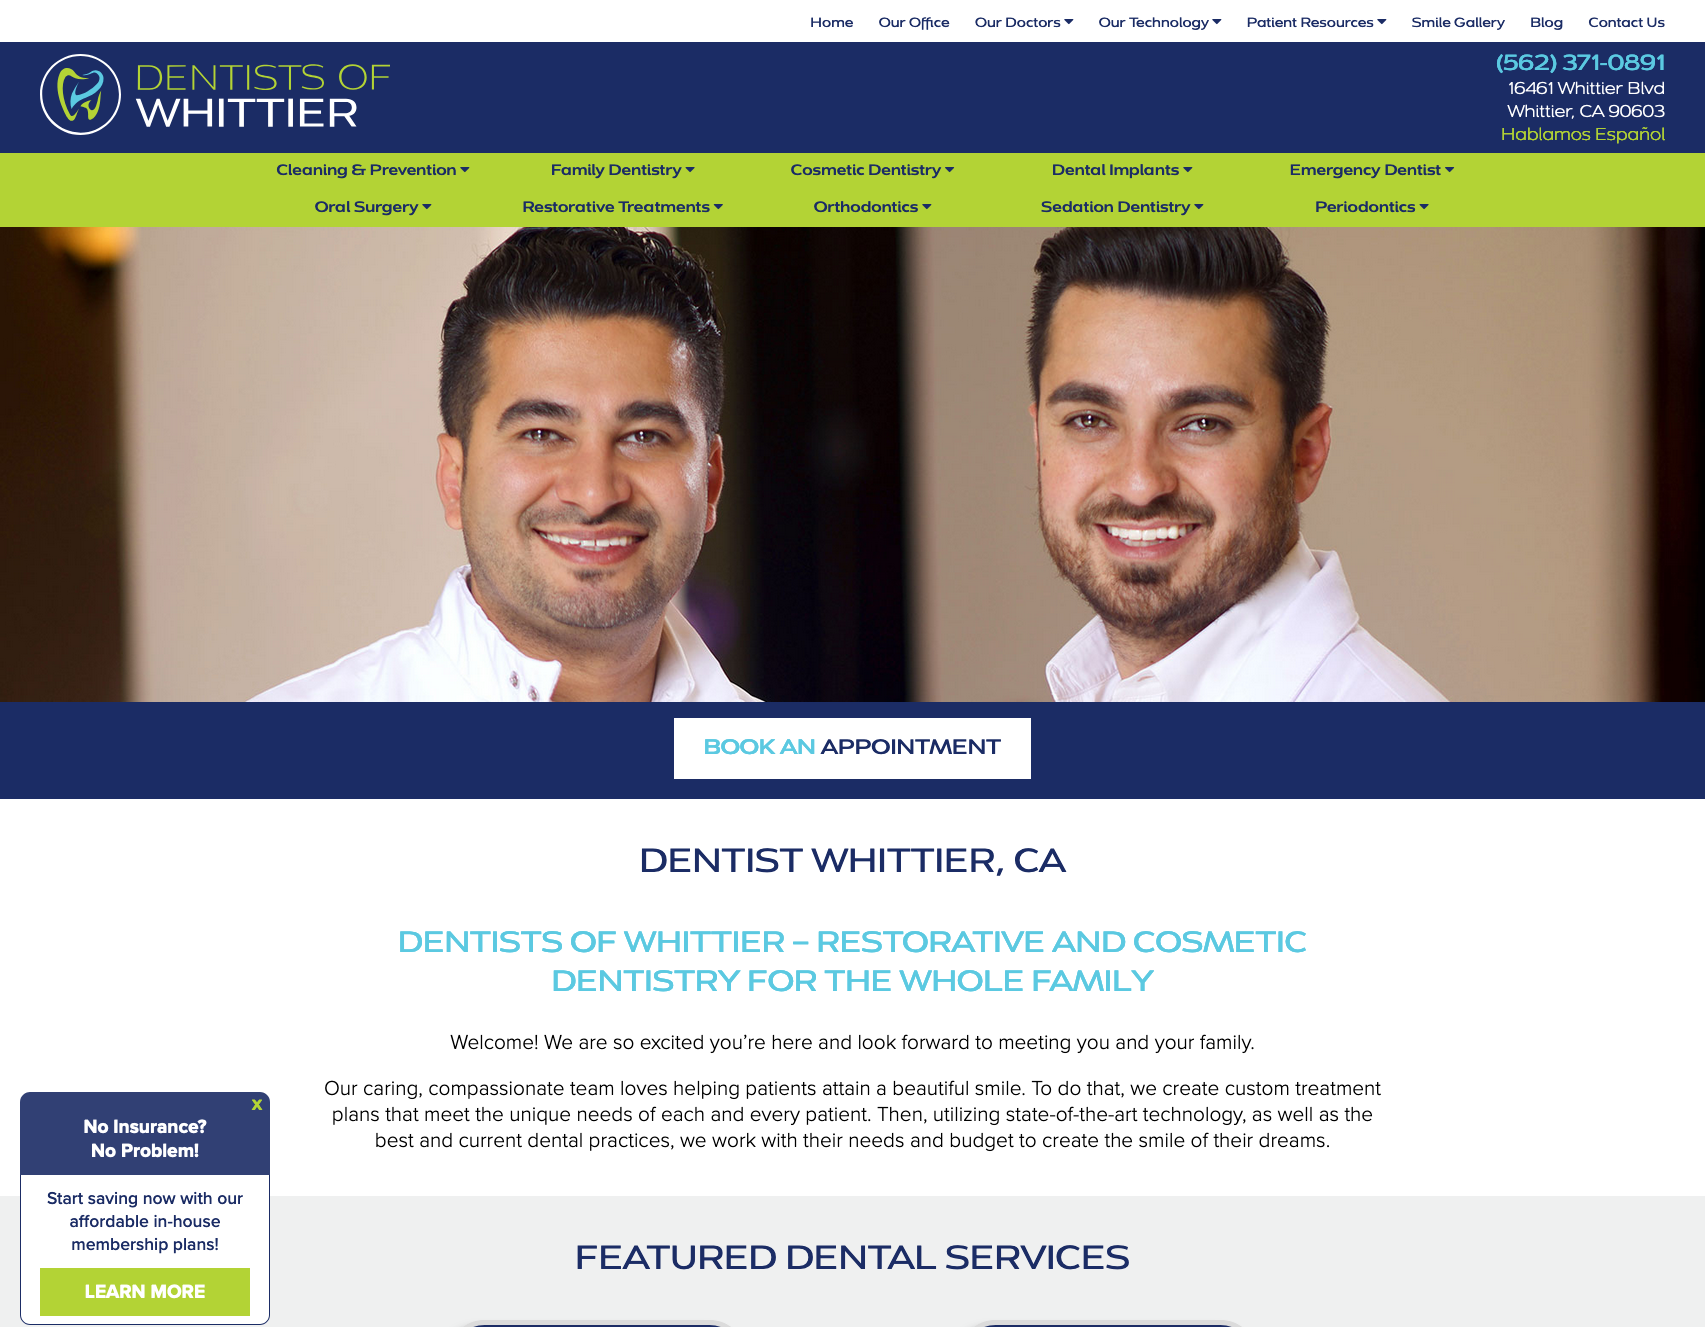 Home Our Office Our Doctors Our Technology Patient Resources Smile Gallery Blog Contact Us
DENTISTS OF
WHITTIER
(562) 371-0891
16461 Whittier Blvd
Whittier, CA 90603
Hablamos Español
Cleaning & Prevention Family Dentistry Cosmetic Dentistry Dental Implants Emergency Dentist
Oral Surgery Restorative Treatments Orthodontics Sedation Dentistry Periodontics
BOOK AN APPOINTMENT
DENTIST WHITTIER, CA
DENTISTS OF WHITTIER – RESTORATIVE AND COSMETIC
DENTISTRY FOR THE WHOLE FAMILY
Welcome! We are so excited you’re here and look forward to meeting you and your family.
Our caring, compassionate team loves helping patients attain a beautiful smile. To do that, we create custom treatment
plans that meet the unique needs of each and every patient. Then, utilizing state-of-the-art technology, as well as the
best and current dental practices, we work with their needs and budget to create the smile of their dreams.
X
No Insurance?
No Problem!
Start saving now with our
affordable in-house
membership plans!
LEARN MORE
FEATURED DENTAL SERVICES